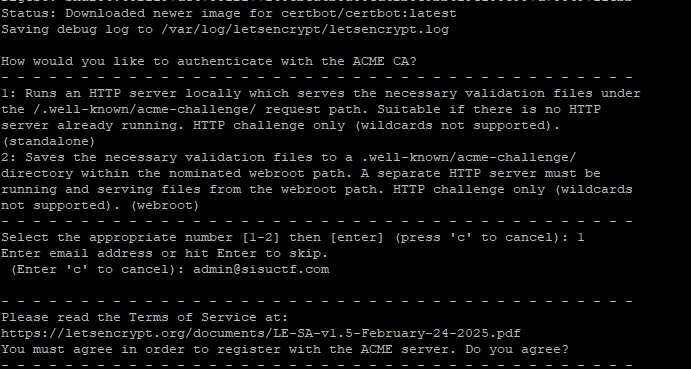 Status: Downloaded newer image for certbot/certbot:latest
Saving debug log to /var/log/letsencrypt/letsencrypt.log
How would you like to authenticate with the ACME CA?
- - - - - - - - - - - - - - - - - - - - - - - - - - - - - - - - - - - - - - - -
1: Runs an HTTP server locally which serves the necessary validation files under
the /.well-known/acme-challenge/ request path. Suitable if there is no HTTP
server already running. HTTP challenge only (wildcards not supported).
(standalone)
2: Saves the necessary validation files to a .well-known/acme-challenge/
directory within the nominated webroot path. A separate HTTP server must be
running and serving files from the webroot path. HTTP challenge only (wildcards
not supported). (webroot)
- - - - - - - - - - - - - - - - - - - - - - - - - - - - - - - - - - - - - - - -
Select the appropriate number [1-2] then [enter] (press 'c' to cancel): 1
Enter email address or hit Enter to skip.
 (Enter 'c' to cancel): admin@sisuctf.com
- - - - - - - - - - - - - - - - - - - - - - - - - - - - - - - - - - - - - - - -
Please read the Terms of Service at:
https://letsencrypt.org/documents/LE-SA-v1.5-February-24-2025.pdf
You must agree in order to register with the ACME server. Do you agree?
- - - - - - - - - - - - - - - - - - - - - - - - - - - - - - - - - - - - - - - -